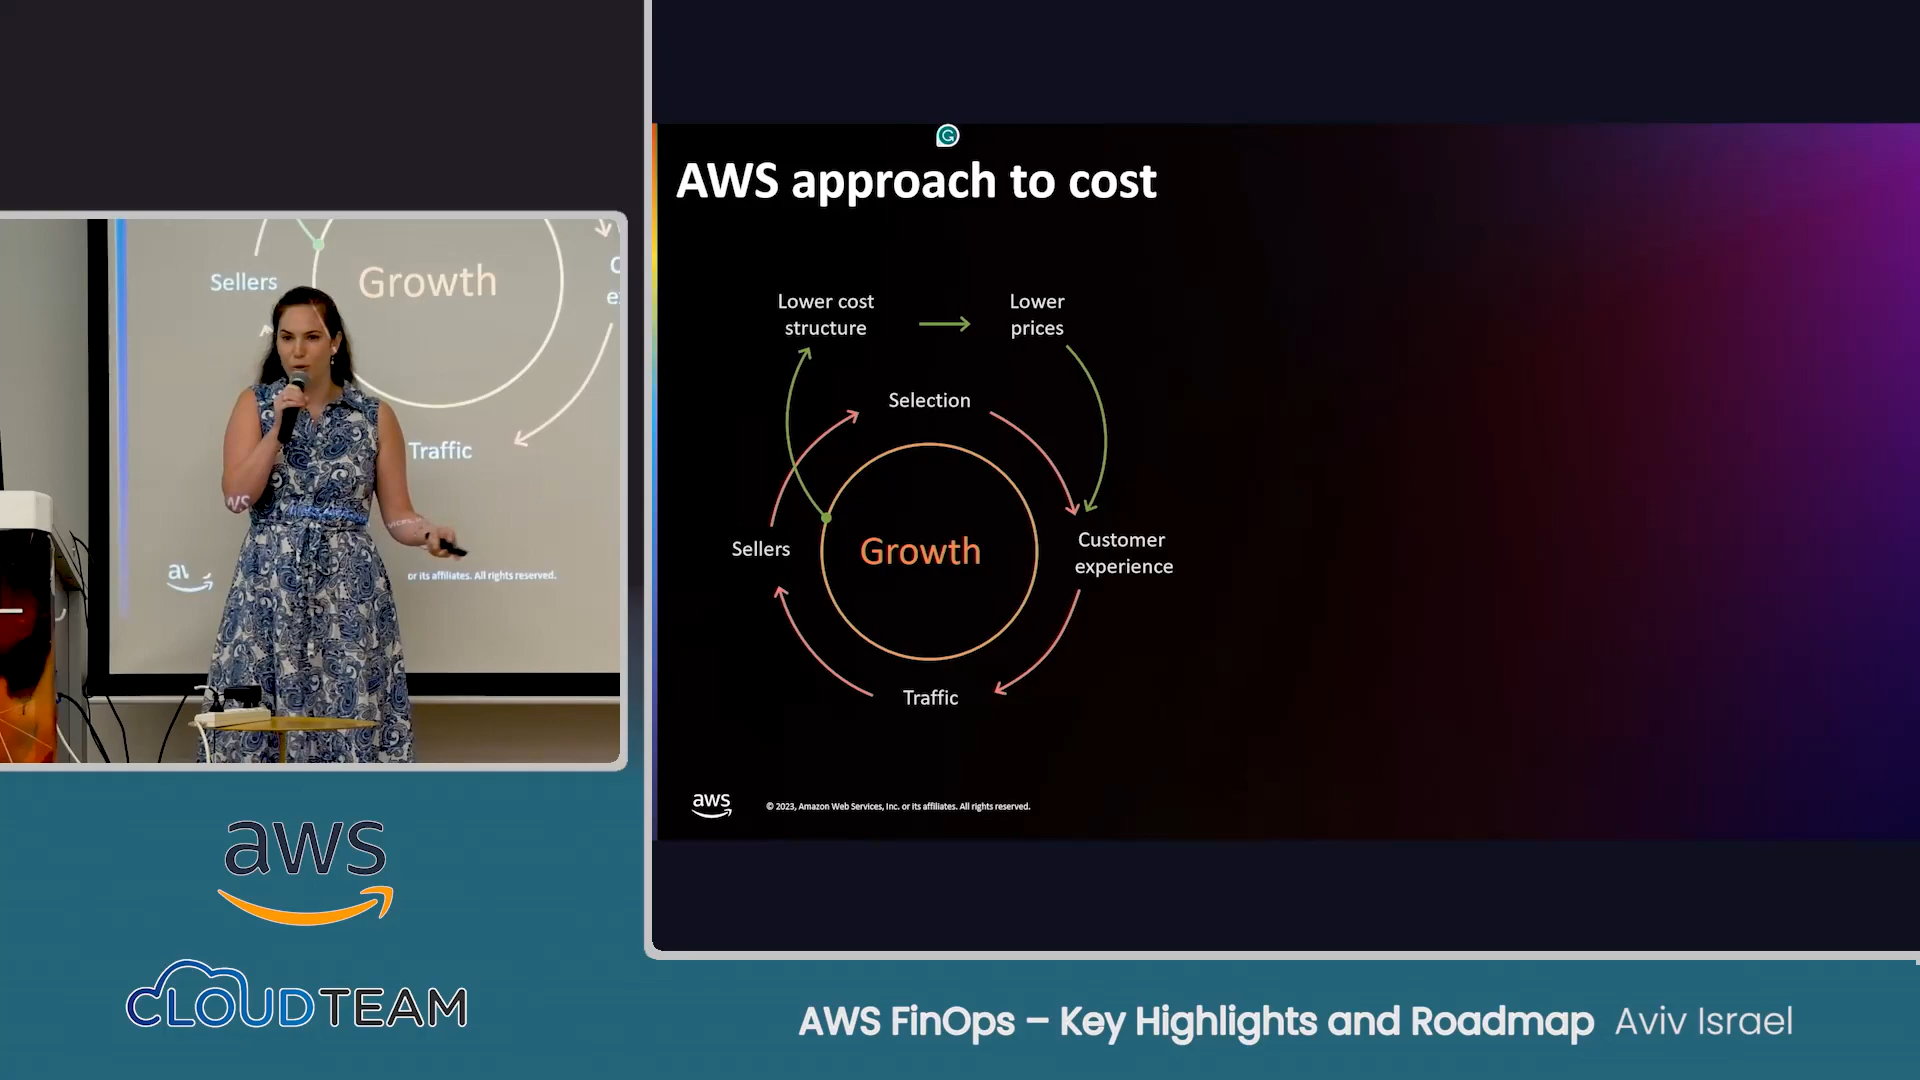 Sellers
Growth
Traffic
or its affiliates. All rights reserved.
aws
CLOUDTEAM
AWS approach to cost
Lower cost
structure
Lower
prices
Selection
Sellers
Growth
Customer
experience
Traffic
aws
© 2023, Amazon Web Services, Inc. or its affiliates. All rights reserved.
AWS FinOps – Key Highlights and Roadmap Aviv Israel